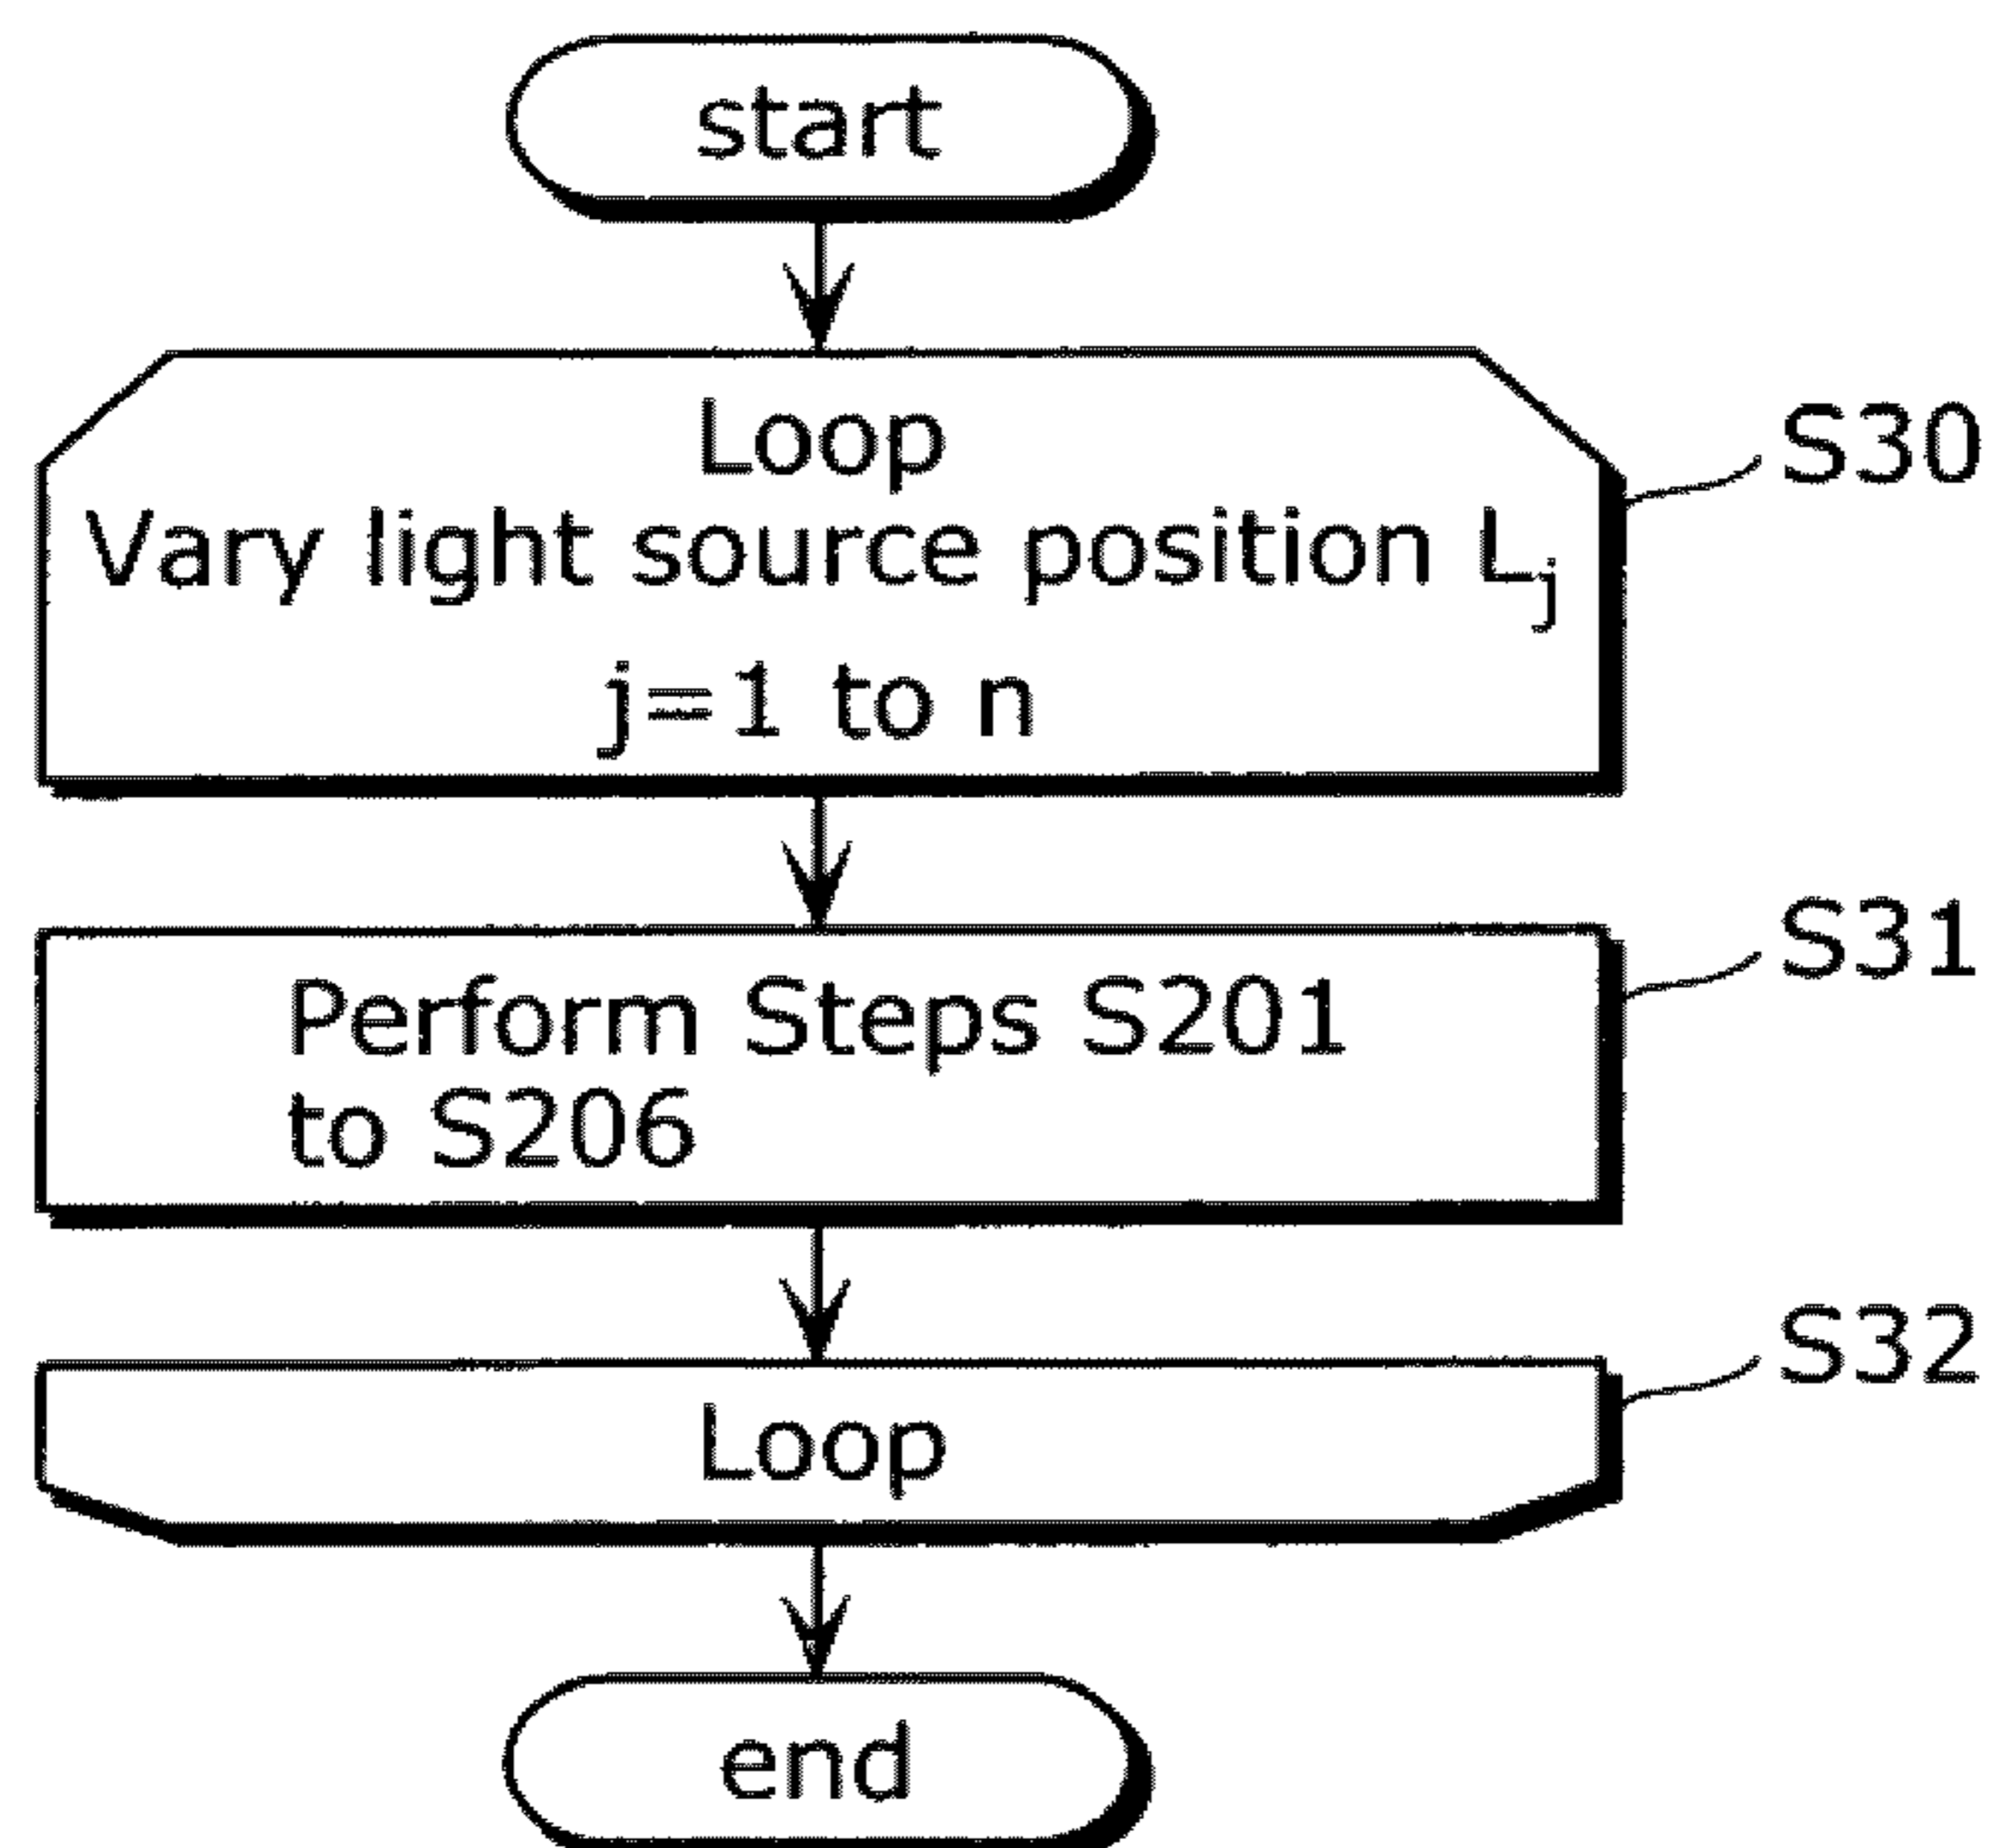 start
Loop
Vary light source position Lj
j=1 to n
S30
Perform Steps S201
to S206
S31
Loop
S32
end